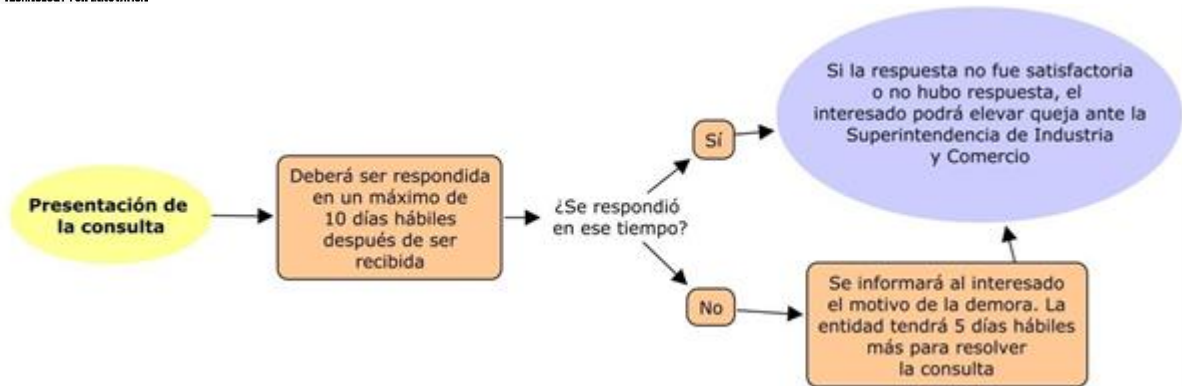 Presentación de
la consulta
Deberá ser respondida
en un máximo de
10 días hábiles
después de ser
recibida
¿Se respondió
en ese tiempo?
Sí
No
Si la respuesta no fue satisfactoria
o no hubo respuesta, el
interesado podrá elevar queja ante la
Superintendencia de Industria
y Comercio
Se informará al interesado
el motivo de la demora. La
entidad tendrá 5 días hábiles
más para resolver
la consulta